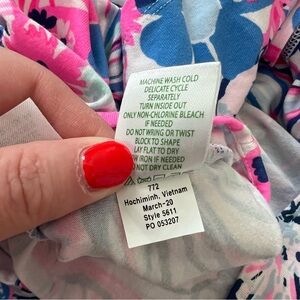 MACHINE WASH COLD
DELICATE CYCLE
SEPARATELY
TURN INSIDE OUT
ONLY NON-CHLORINE BLEACH
IF NEEDED
DO NOT WRING OR TWIST
BLOCK TO SHAPE
LAY FLAT TO DRY
IRON IF NEEDED
DO NOT DRY CLEAN
772
Hochiminh, Vietnam
March-20
Style 5611
PO 053207